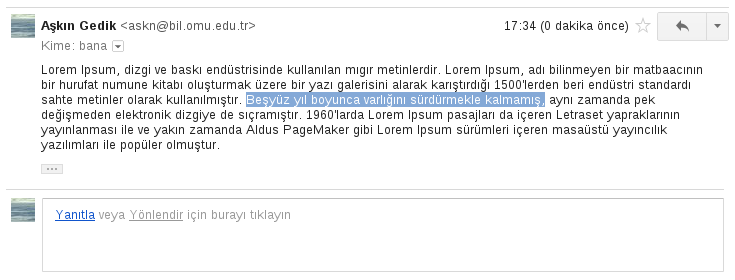 Aşkın Gedik <askn@bil.omu.edu.tr> 17:34 (0 dakika önce)
Kime: bana
Lorem Ipsum, dizgi ve baskı endüstrisinde kullanılan mıgır metinlerdir. Lorem Ipsum, adı bilinmeyen bir matbaacının
bir hurufat numune kitabı oluşturmak üzere bir yazı galerisini alarak karıştırdığı 1500'lerden beri endüstri standardı
sahte metinler olarak kullanılmıştır. Beşyüz yıl boyunca varlığını sürdürmekle kalmamış, aynı zamanda pek
değişmeden elektronik dizgiye de sıçramıştır. 1960'larda Lorem Ipsum pasajları da içeren Letraset yapraklarının
yayınlanması ile ve yakın zamanda Aldus PageMaker gibi Lorem Ipsum sürümleri içeren masaüstü yayıncılık
yazılımları ile popüler olmuştur.
Yanıtla veya Yönlendir için burayı tıklayın